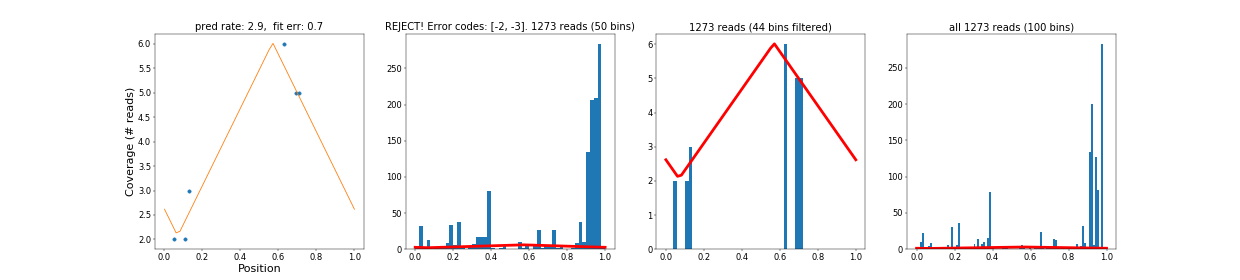 pred rate: 2.9,  fit err: 0.7
REJECT! Error codes: [-2, -3]. 1273 reads (50 bins)
1273 reads (44 bins filtered)
all 1273 reads (100 bins)
Coverage (# reads)
6.0
5.5
5.0
4.5
4.0
3.5
3.0
2.5
2.0
0.0 0.2 0.4 0.6 0.8 1.0
Position
250
200
150
100
50
0
0.0 0.2 0.4 0.6 0.8 1.0
6
5
4
3
2
1
0
0.0 0.2 0.4 0.6 0.8 1.0
250
200
150
100
50
0
0.0 0.2 0.4 0.6 0.8 1.0